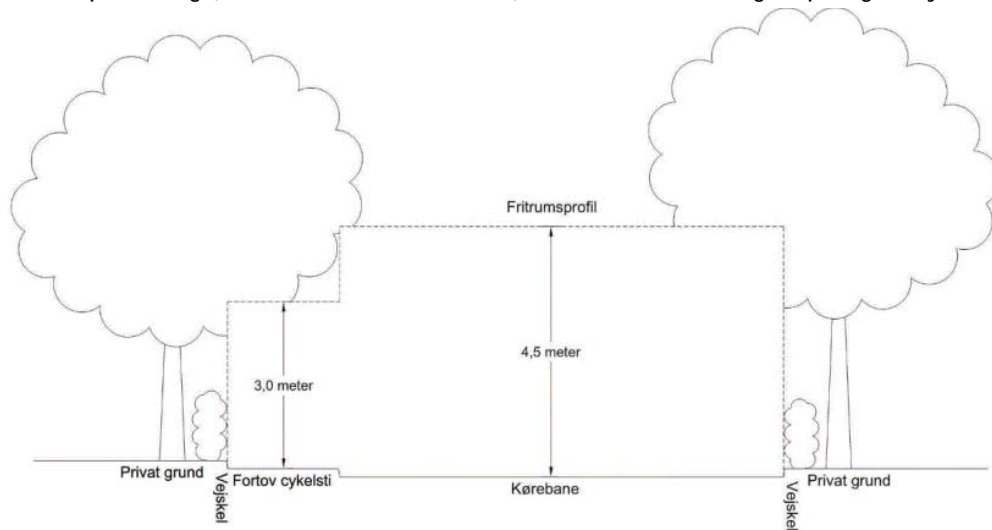 Fritrumsprofil
4,5 meter
3,0 meter
Privat grund
Vejskel
Fortov cykelsti
Kørebane
Vejskel
Privat grund